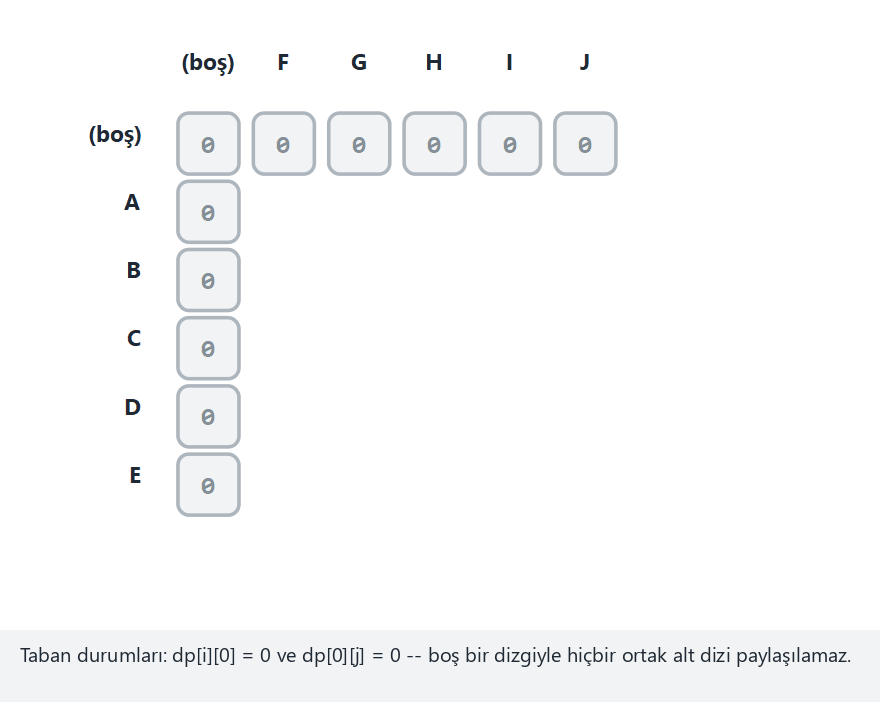 (boş) F G H I J
(boş) 0 0 0 0 0 0
A 0
B 0
C 0
D 0
E 0
Taban durumları: dp[i][0] = 0 ve dp[0][j] = 0 -- boş bir dizgiyle hiçbir ortak alt dizi paylaşılamaz.